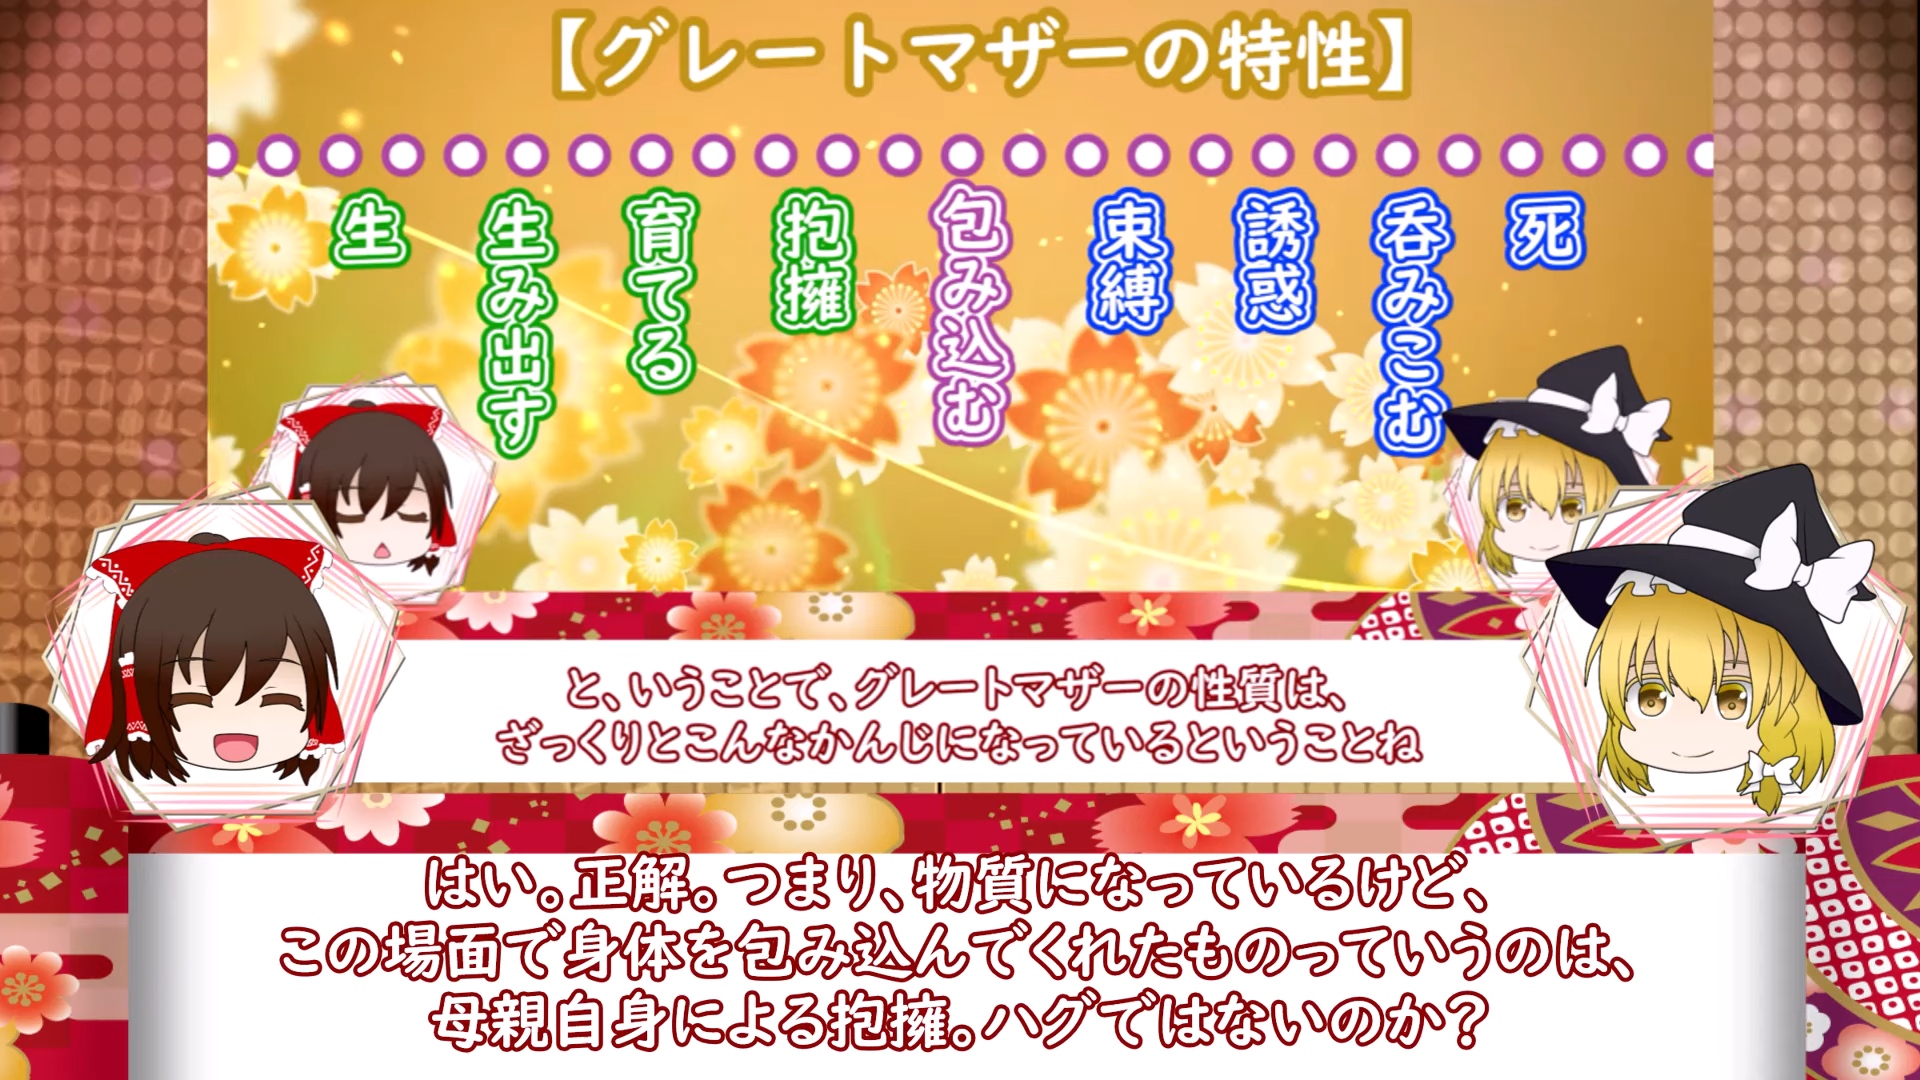 【グレートマザーの特性】
生
生み出す
育てる
抱擁
包み込む
束縛
誘惑
呑みこむ
死
と、いうことで、グレートマザーの性質は、
ざっくりとこんなかんじになっているということね
はい。正解。つまり、物質になっているけど、
この場面で身体を包み込んでくれたものっていうのは、
母親自身による抱擁。ハグではないのか？